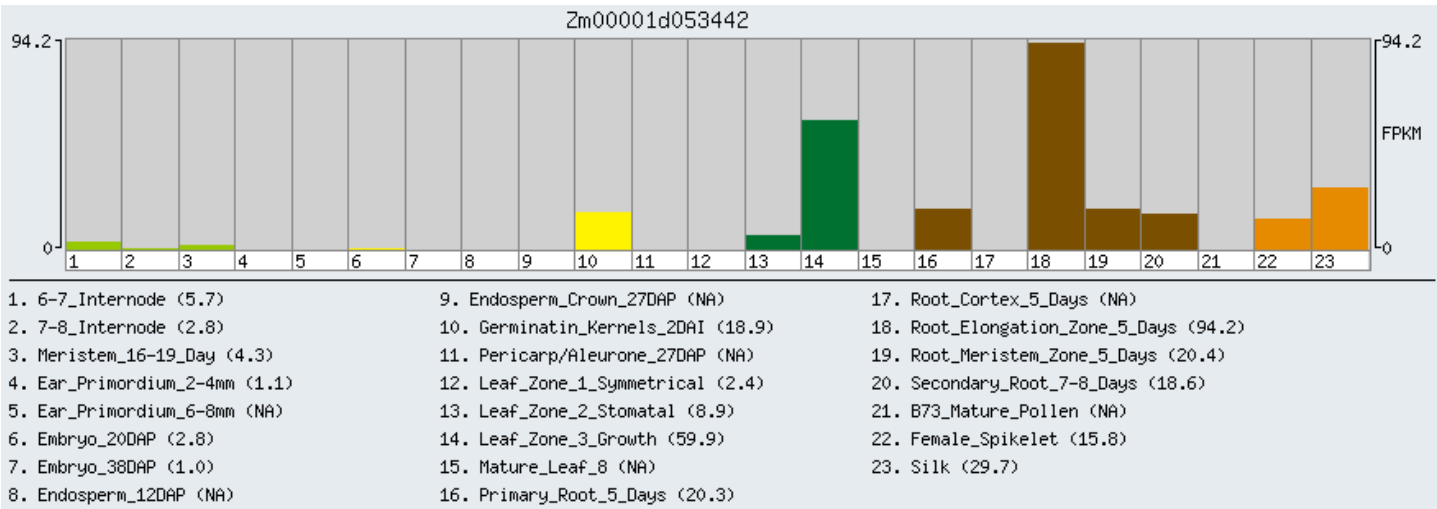 Zm00001d053442
94.2
94.2
FPKM
0
0
1 2 3 4 5 6 7 8 9 10 11 12 13 14 15 16 17 18 19 20 21 22 23
1. 6-7_Internode (5.7)
2. 7-8_Internode (2.8)
3. Meristem_16-19_Day (4.3)
4. Ear_Primordium_2-4mm (1.1)
5. Ear_Primordium_6-8mm (NA)
6. Embryo_20DAP (2.8)
7. Embryo_38DAP (1.0)
8. Endosperm_12DAP (NA)
9. Endosperm_Crown_27DAP (NA)
10. Germinatin_Kernels_2DAI (18.9)
11. Pericarp/Aleurone_27DAP (NA)
12. Leaf_Zone_1_Symmetrical (2.4)
13. Leaf_Zone_2_Stomatal (8.9)
14. Leaf_Zone_3_Growth (59.9)
15. Mature_Leaf_8 (NA)
16. Primary_Root_5_Days (20.3)
17. Root_Cortex_5_Days (NA)
18. Root_Elongation_Zone_5_Days (94.2)
19. Root_Meristem_Zone_5_Days (20.4)
20. Secondary_Root_7-8_Days (18.6)
21. B73_Mature_Pollen (NA)
22. Female_Spikelet (15.8)
23. Silk (29.7)